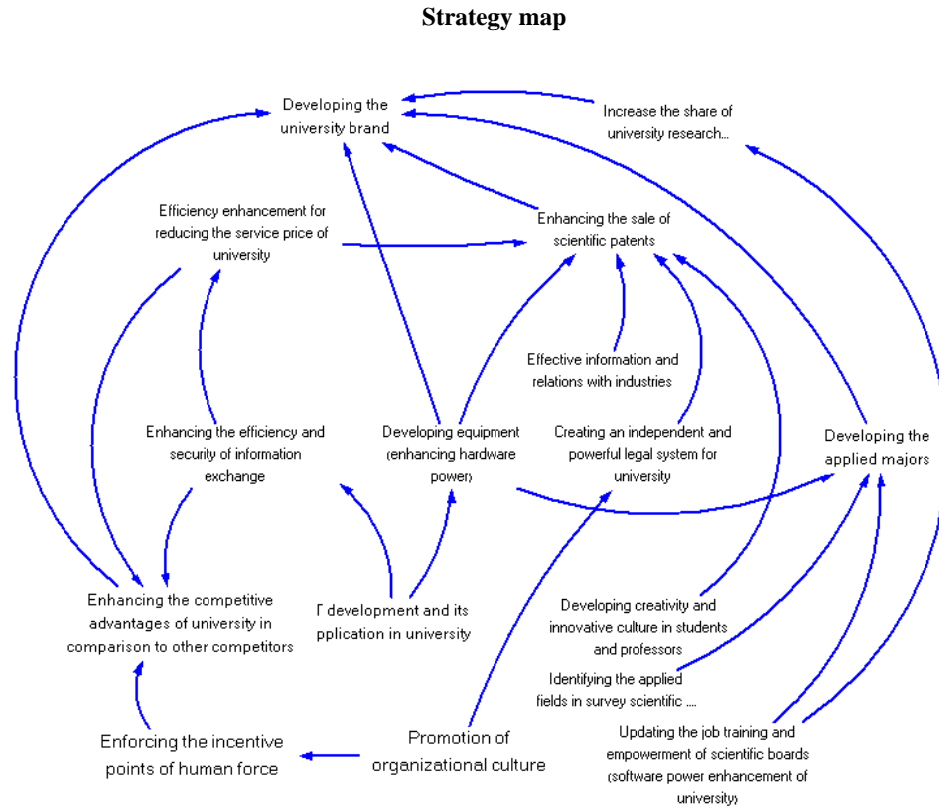 Strategy map
Developing the
university brand
Increase the share of
university research...
Efficiency enhancement for
reducing the service price of
university
Enhancing the sale of
scientific patents
Effective information and
relations with industries
Enhancing the efficiency and
security of information
exchange
Developing equipment
(enhancing hardware
power)
Creating an independent and
powerful legal system for
university
Developing the
applied majors
Enhancing the competitive
advantages of university in
comparison to other competitors
development and its
pplication in university
Developing creativity and
innovative culture in students
and professors
Identifying the applied
fields in survey scientific ....
Enforcing the incentive
points of human force
Promotion of
organizational culture
Updating the job training and
empowerment of scientific boards
(software power enhancement of
university)